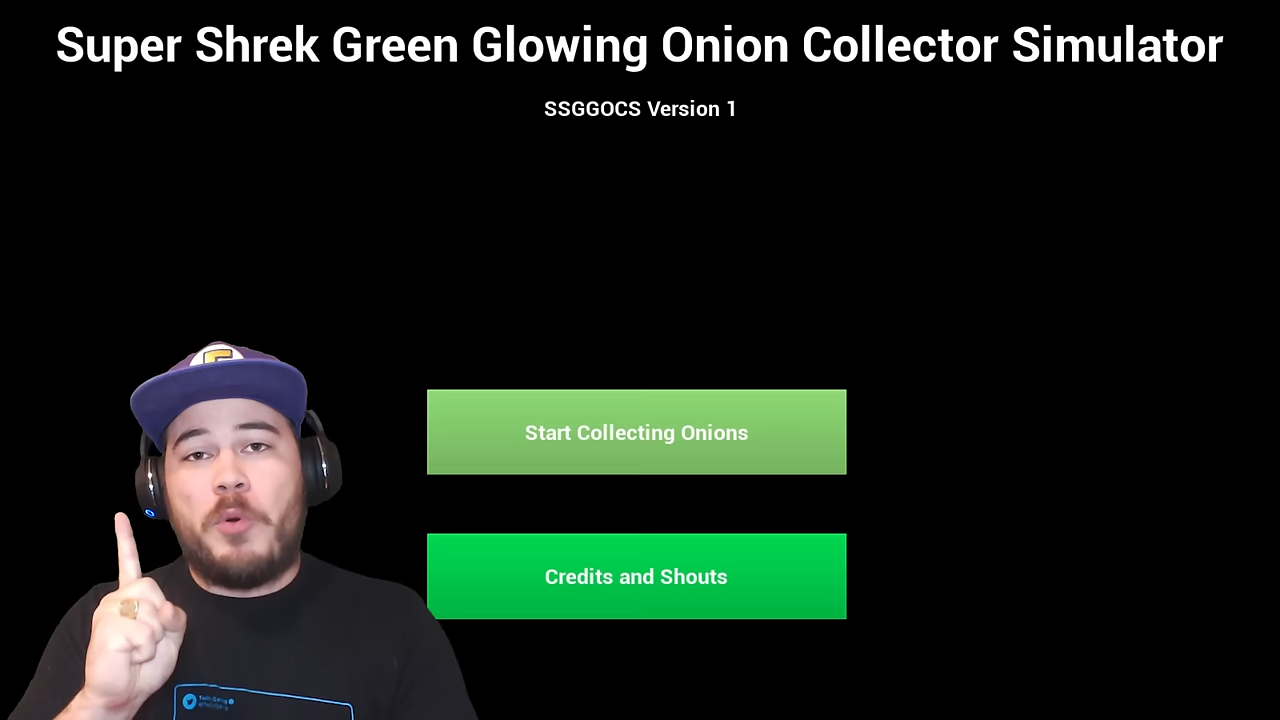 Super Shrek Green Glowing Onion Collector Simulator
SSGGOCS Version 1
Start Collecting Onions
Credits and Shouts